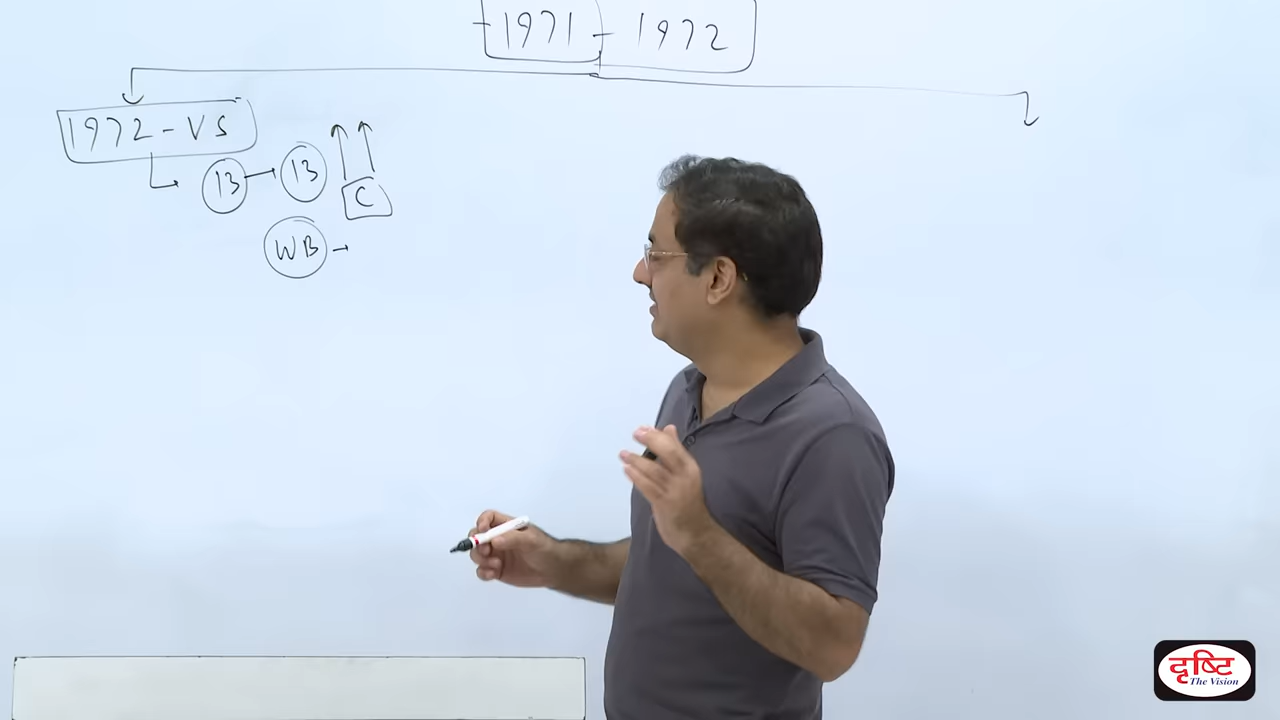 1971 - 1972
1972 - VS
13 → 13
C
WB -
दृष्टि
The Vision